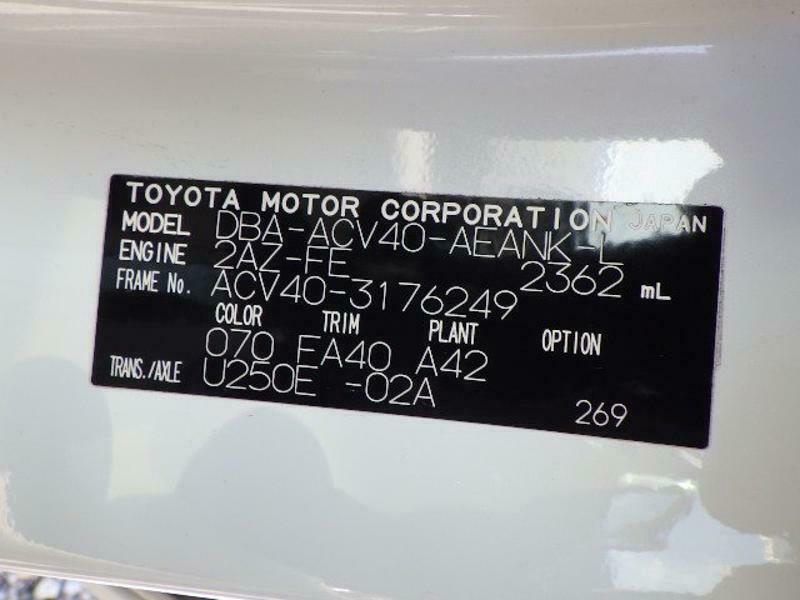 TOYOTA MOTOR CORPORATION JAPAN
MODEL DBA-ACV40-AEANK-L
ENGINE 2AZ-FE 2362 mL
FRAME No. ACV40-3176249
COLOR TRIM PLANT OPTION
070 FA40 A42
TRANS./AXLE U250E -02A
269